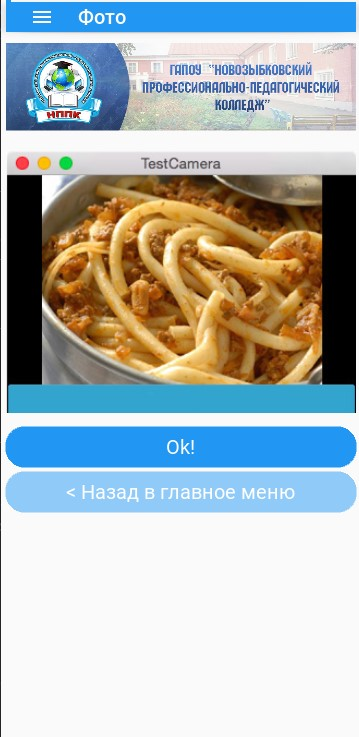 Фото
ГАПОУ "НОВОЗЫБКОВСКИЙ
ПРОФЕССИОНАЛЬНО-ПЕДАГОГИЧЕСКИЙ
КОЛЛЕДЖ"
НППК
TestCamera
Ok!
< Назад в главное меню